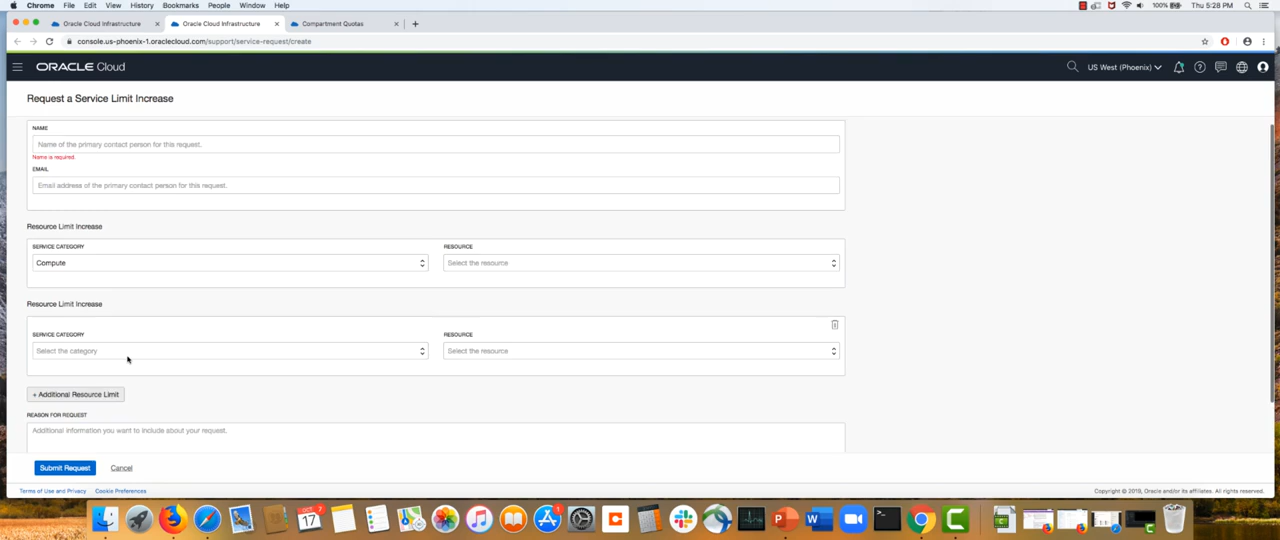 Chrome File Edit View History Bookmarks People Window Help
100% Thu 5:28 PM
Oracle Cloud Infrastructure × Oracle Cloud Infrastructure × Compartment Quotas × +
console.us-phoenix-1.oraclecloud.com/support/service-request/create
ORACLE Cloud
US West (Phoenix)
Request a Service Limit Increase
NAME
Name of the primary contact person for this request.
Name is required.
EMAIL
Email address of the primary contact person for this request.
Resource Limit Increase
SERVICE CATEGORY RESOURCE
Compute Select the resource
Resource Limit Increase
SERVICE CATEGORY RESOURCE
Select the category Select the resource
+ Additional Resource Limit
REASON FOR REQUEST
Additional information you want to include about your request.
Submit Request Cancel
Terms of Use and Privacy Cookie Preferences
Copyright © 2019, Oracle and/or its affiliates. All rights reserved.
OCT 7
17
1